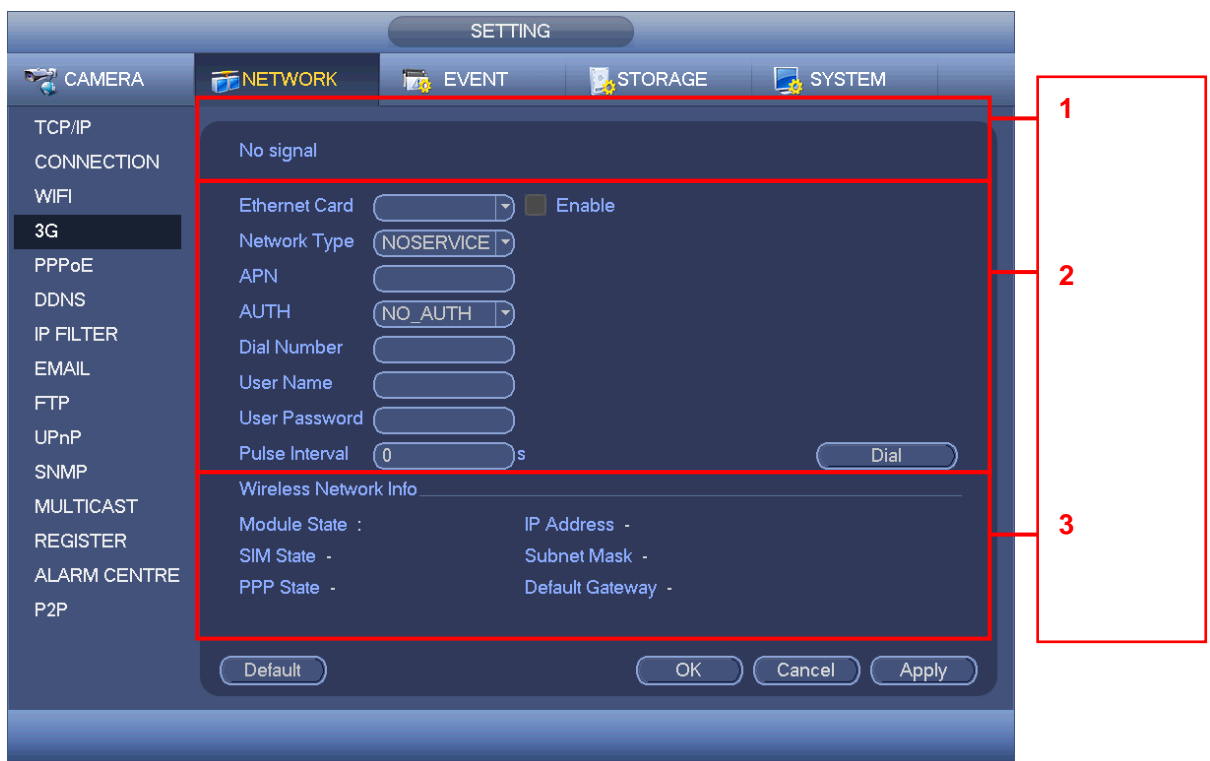 SETTING
CAMERA NETWORK EVENT STORAGE SYSTEM
TCP/IP
CONNECTION
WIFI
3G
PPPoE
DDNS
IP FILTER
EMAIL
FTP
UPnP
SNMP
MULTICAST
REGISTER
ALARM CENTRE
P2P
No signal
Ethernet Card Enable
Network Type NOSERVICE
APN
AUTH NO_AUTH
Dial Number
User Name
User Password
Pulse Interval 0 s Dial
Wireless Network Info
Module State : IP Address -
SIM State - Subnet Mask -
PPP State - Default Gateway -
Default OK Cancel Apply
1
2
3